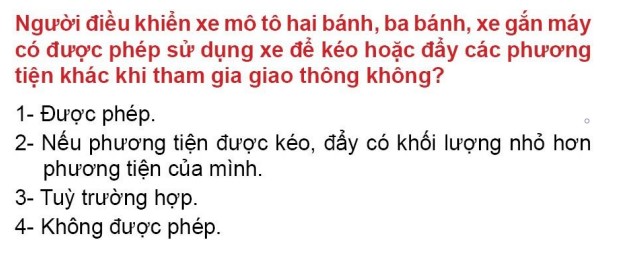 Người điều khiển xe mô tô hai bánh, ba bánh, xe gắn máy
có được phép sử dụng xe để kéo hoặc đẩy các phương
tiện khác khi tham gia giao thông không?
1- Được phép.
2- Nếu phương tiện được kéo, đẩy có khối lượng nhỏ hơn
phương tiện của mình.
3- Tuỳ trường hợp.
4- Không được phép.